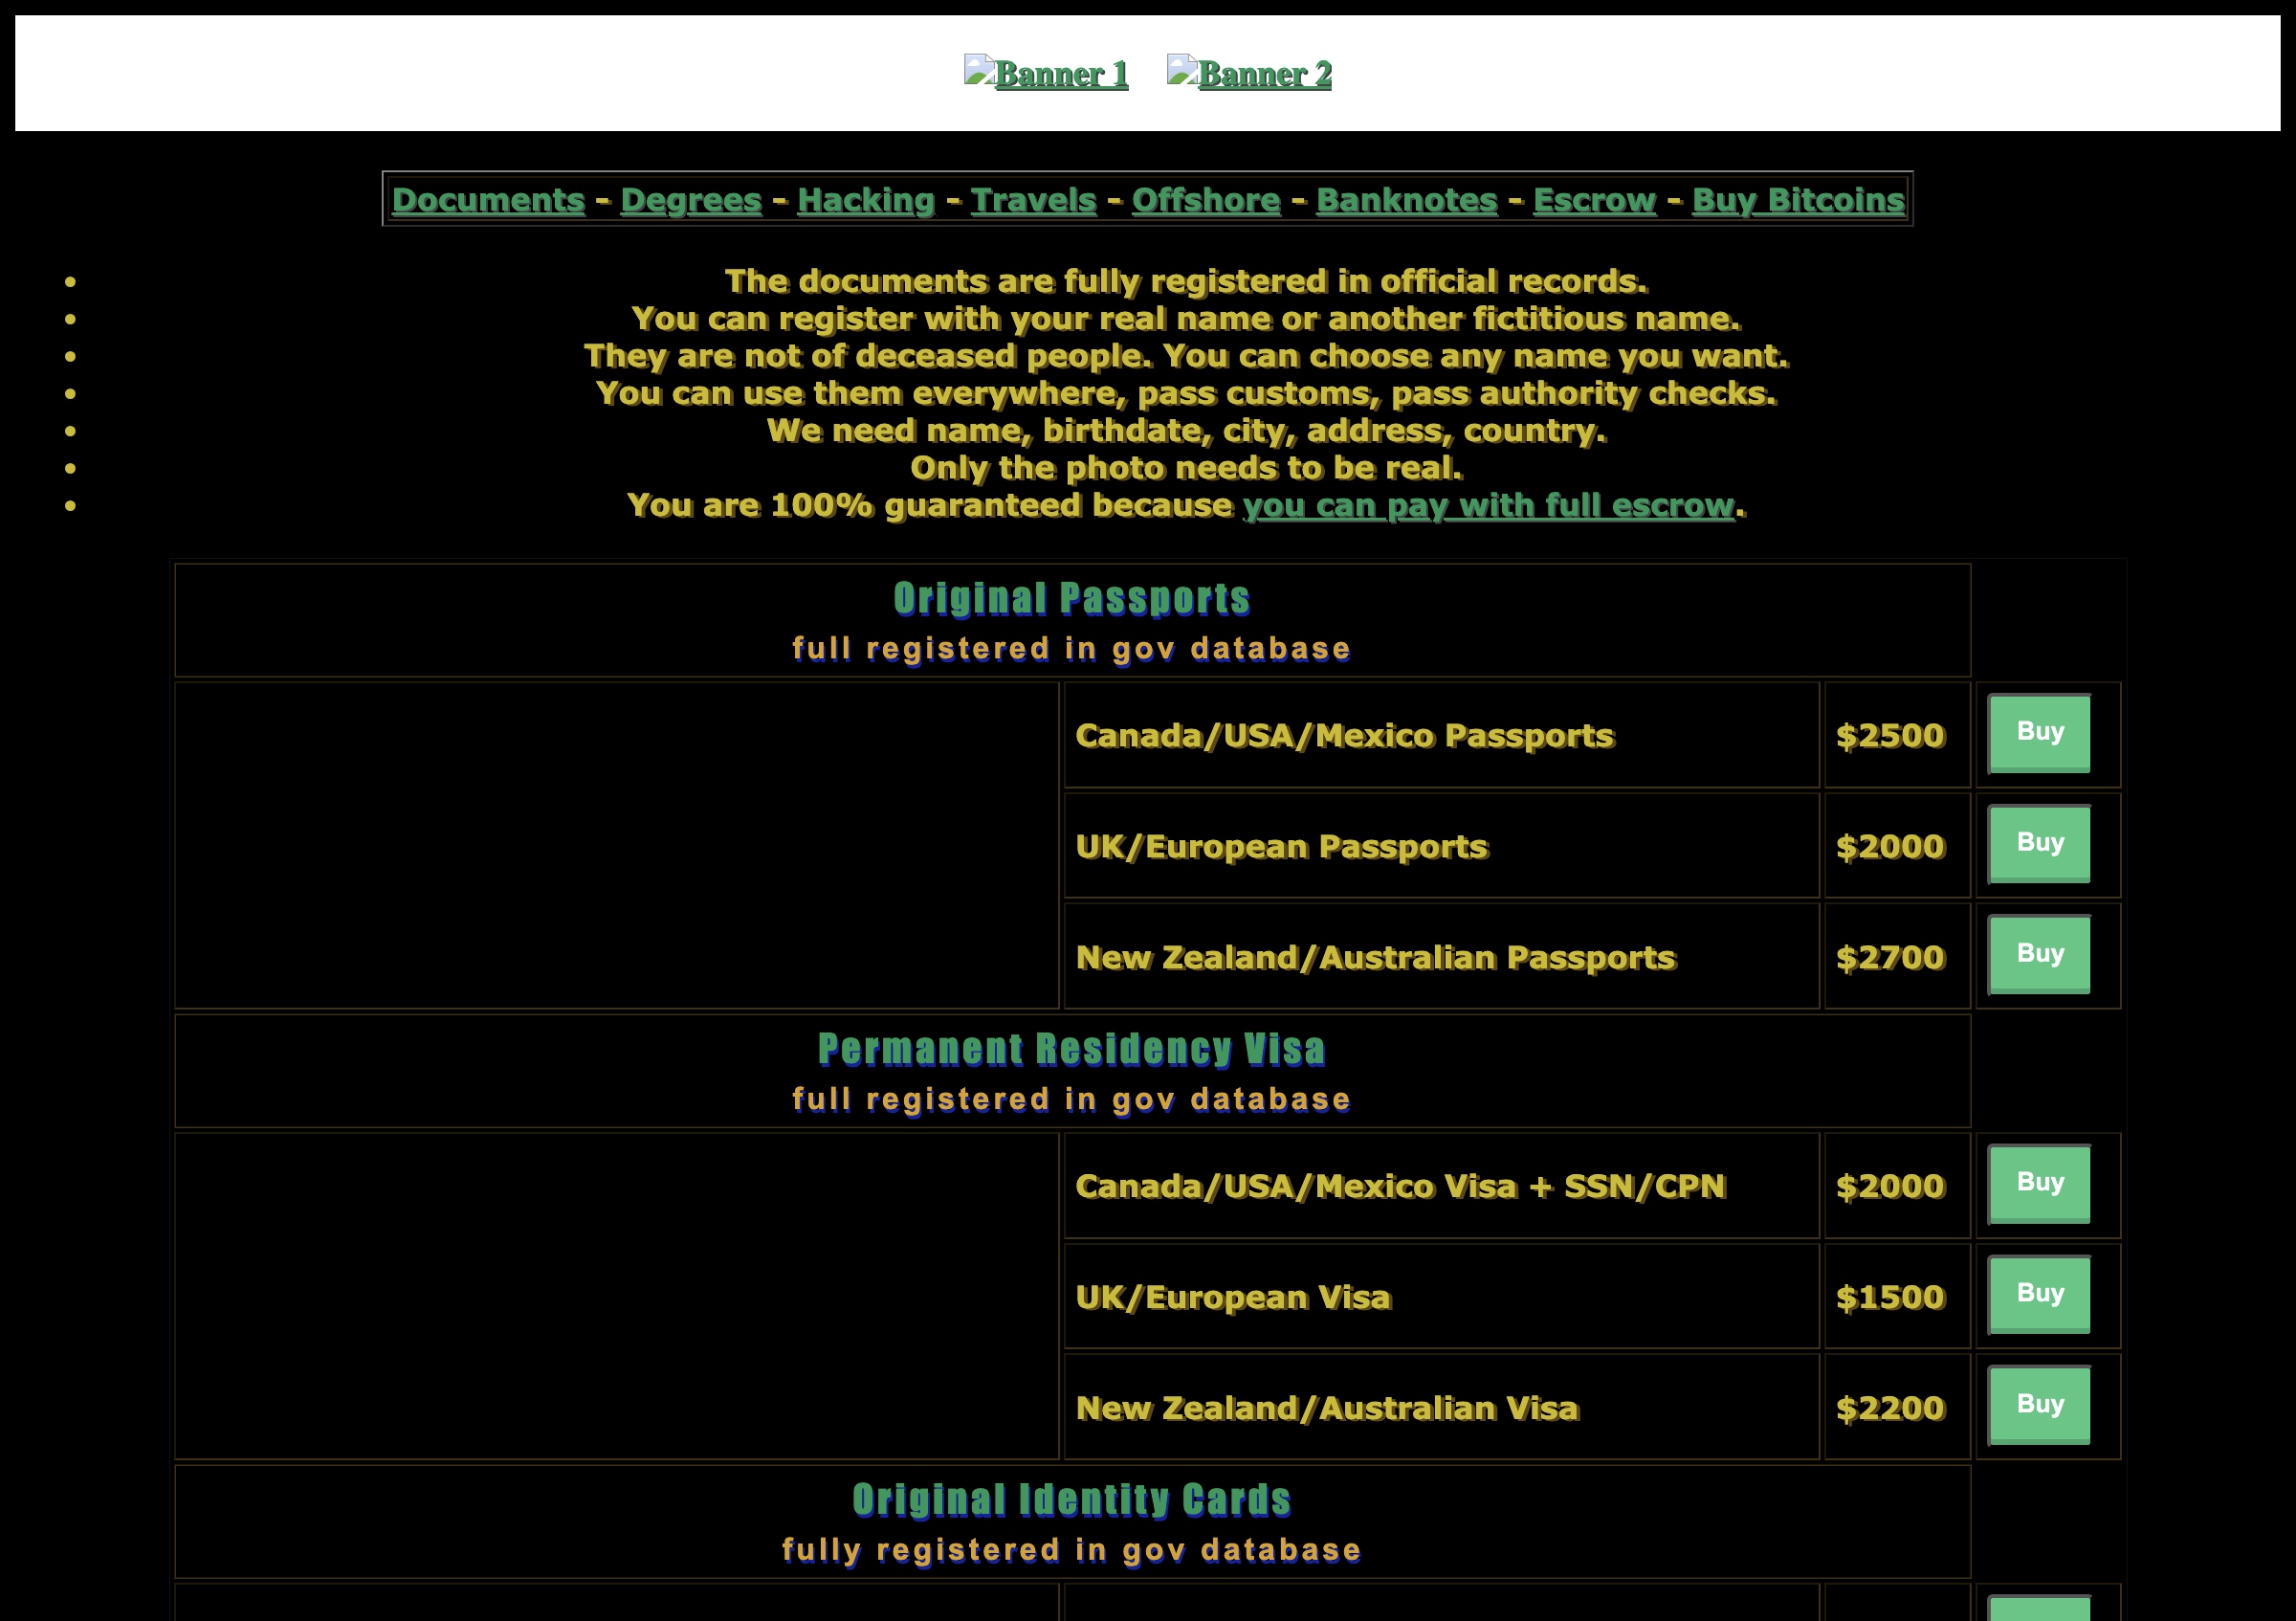 Banner 1 Banner 2
Documents - Degrees - Hacking - Travels - Offshore - Banknotes - Escrow - Buy Bitcoins
The documents are fully registered in official records.
You can register with your real name or another fictitious name.
They are not of deceased people. You can choose any name you want.
You can use them everywhere, pass customs, pass authority checks.
We need name, birthdate, city, address, country.
Only the photo needs to be real.
You are 100% guaranteed because you can pay with full escrow.
Original Passports
full registered in gov database
Canada/USA/Mexico Passports $2500 Buy
UK/European Passports $2000 Buy
New Zealand/Australian Passports $2700 Buy
Permanent Residency Visa
full registered in gov database
Canada/USA/Mexico Visa + SSN/CPN $2000 Buy
UK/European Visa $1500 Buy
New Zealand/Australian Visa $2200 Buy
Original Identity Cards
fully registered in gov database